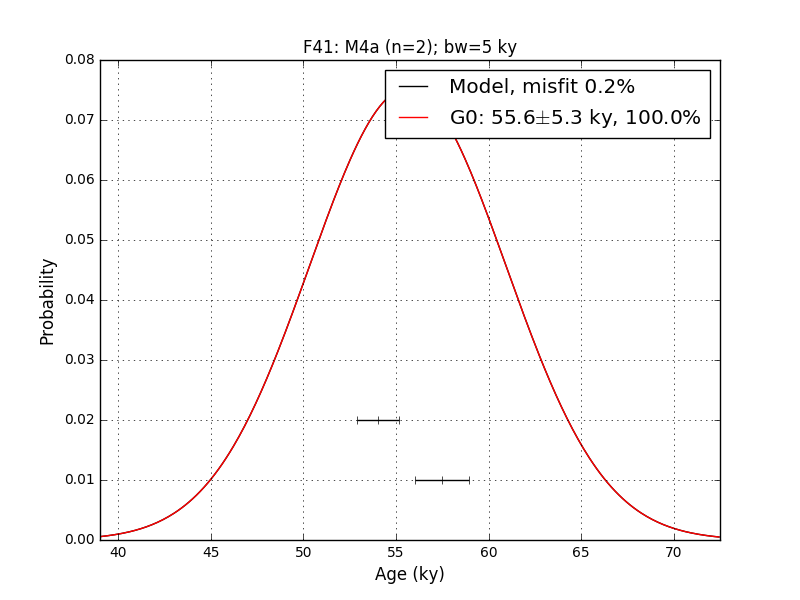 F41: M4a (n=2); bw=5 ky
Model, misfit 0.2%
G0: 55.6±5.3 ky, 100.0%
0.08
0.07
0.06
0.05
0.04
0.03
0.02
0.01
0.00
Probability
40 45 50 55 60 65 70
Age (ky)